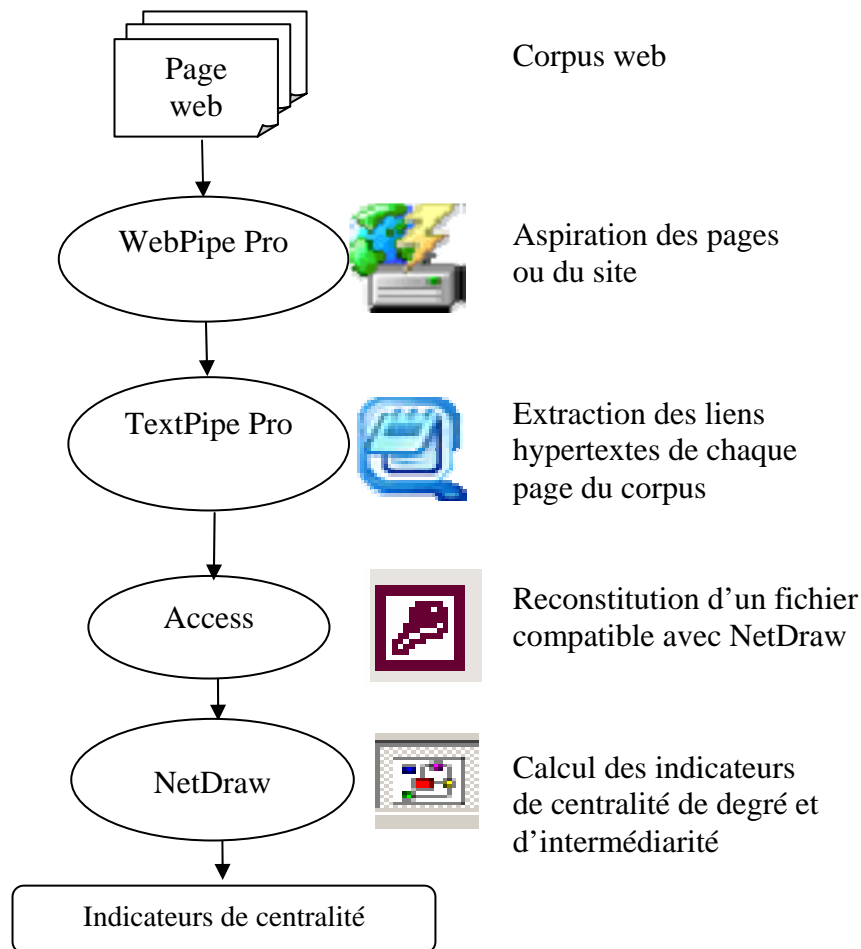 Page
web
Corpus web
WebPipe Pro
Aspiration des pages
ou du site
TextPipe Pro
Extraction des liens
hypertextes de chaque
page du corpus
Access
Reconstitution d’un fichier
compatible avec NetDraw
NetDraw
Calcul des indicateurs
de centralité de degré et
d’intermédiarité
Indicateurs de centralité